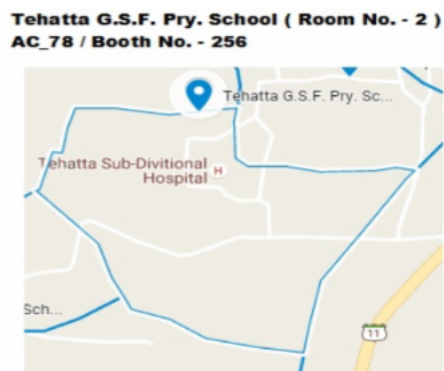 Tehatta G.S.F. Pry. School ( Room No. - 2 )
AC_78 / Booth No. - 256
Tehatta G.S.F. Pry. Sc...
Tehatta Sub-Divitional
Hospital
H
Sch...
11